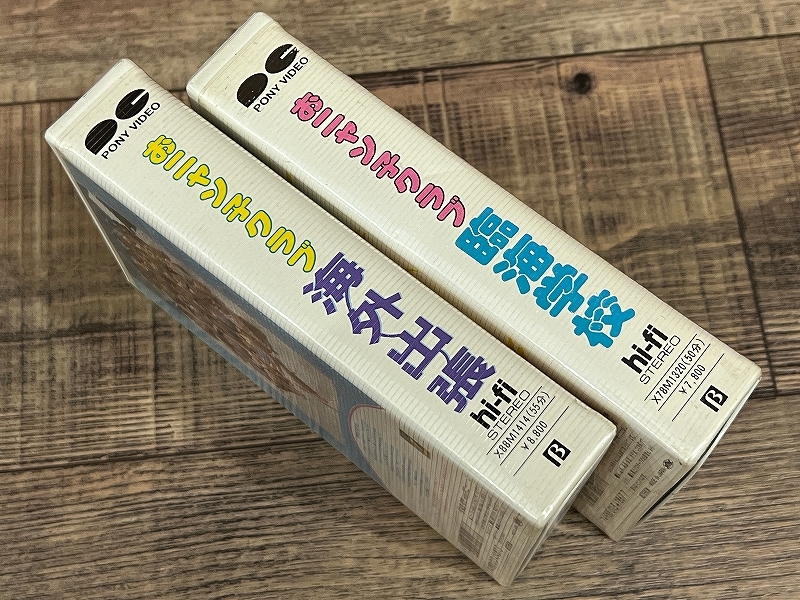 PONY VIDEO
おニャン子クラブ
海外出張
hi-fi
STEREO
X88M1414(55分)
¥8,800
β
PONY VIDEO
おニャン子クラブ
臨海学校
hi-fi
STEREO
X78M1320(50分)
¥7,800
β